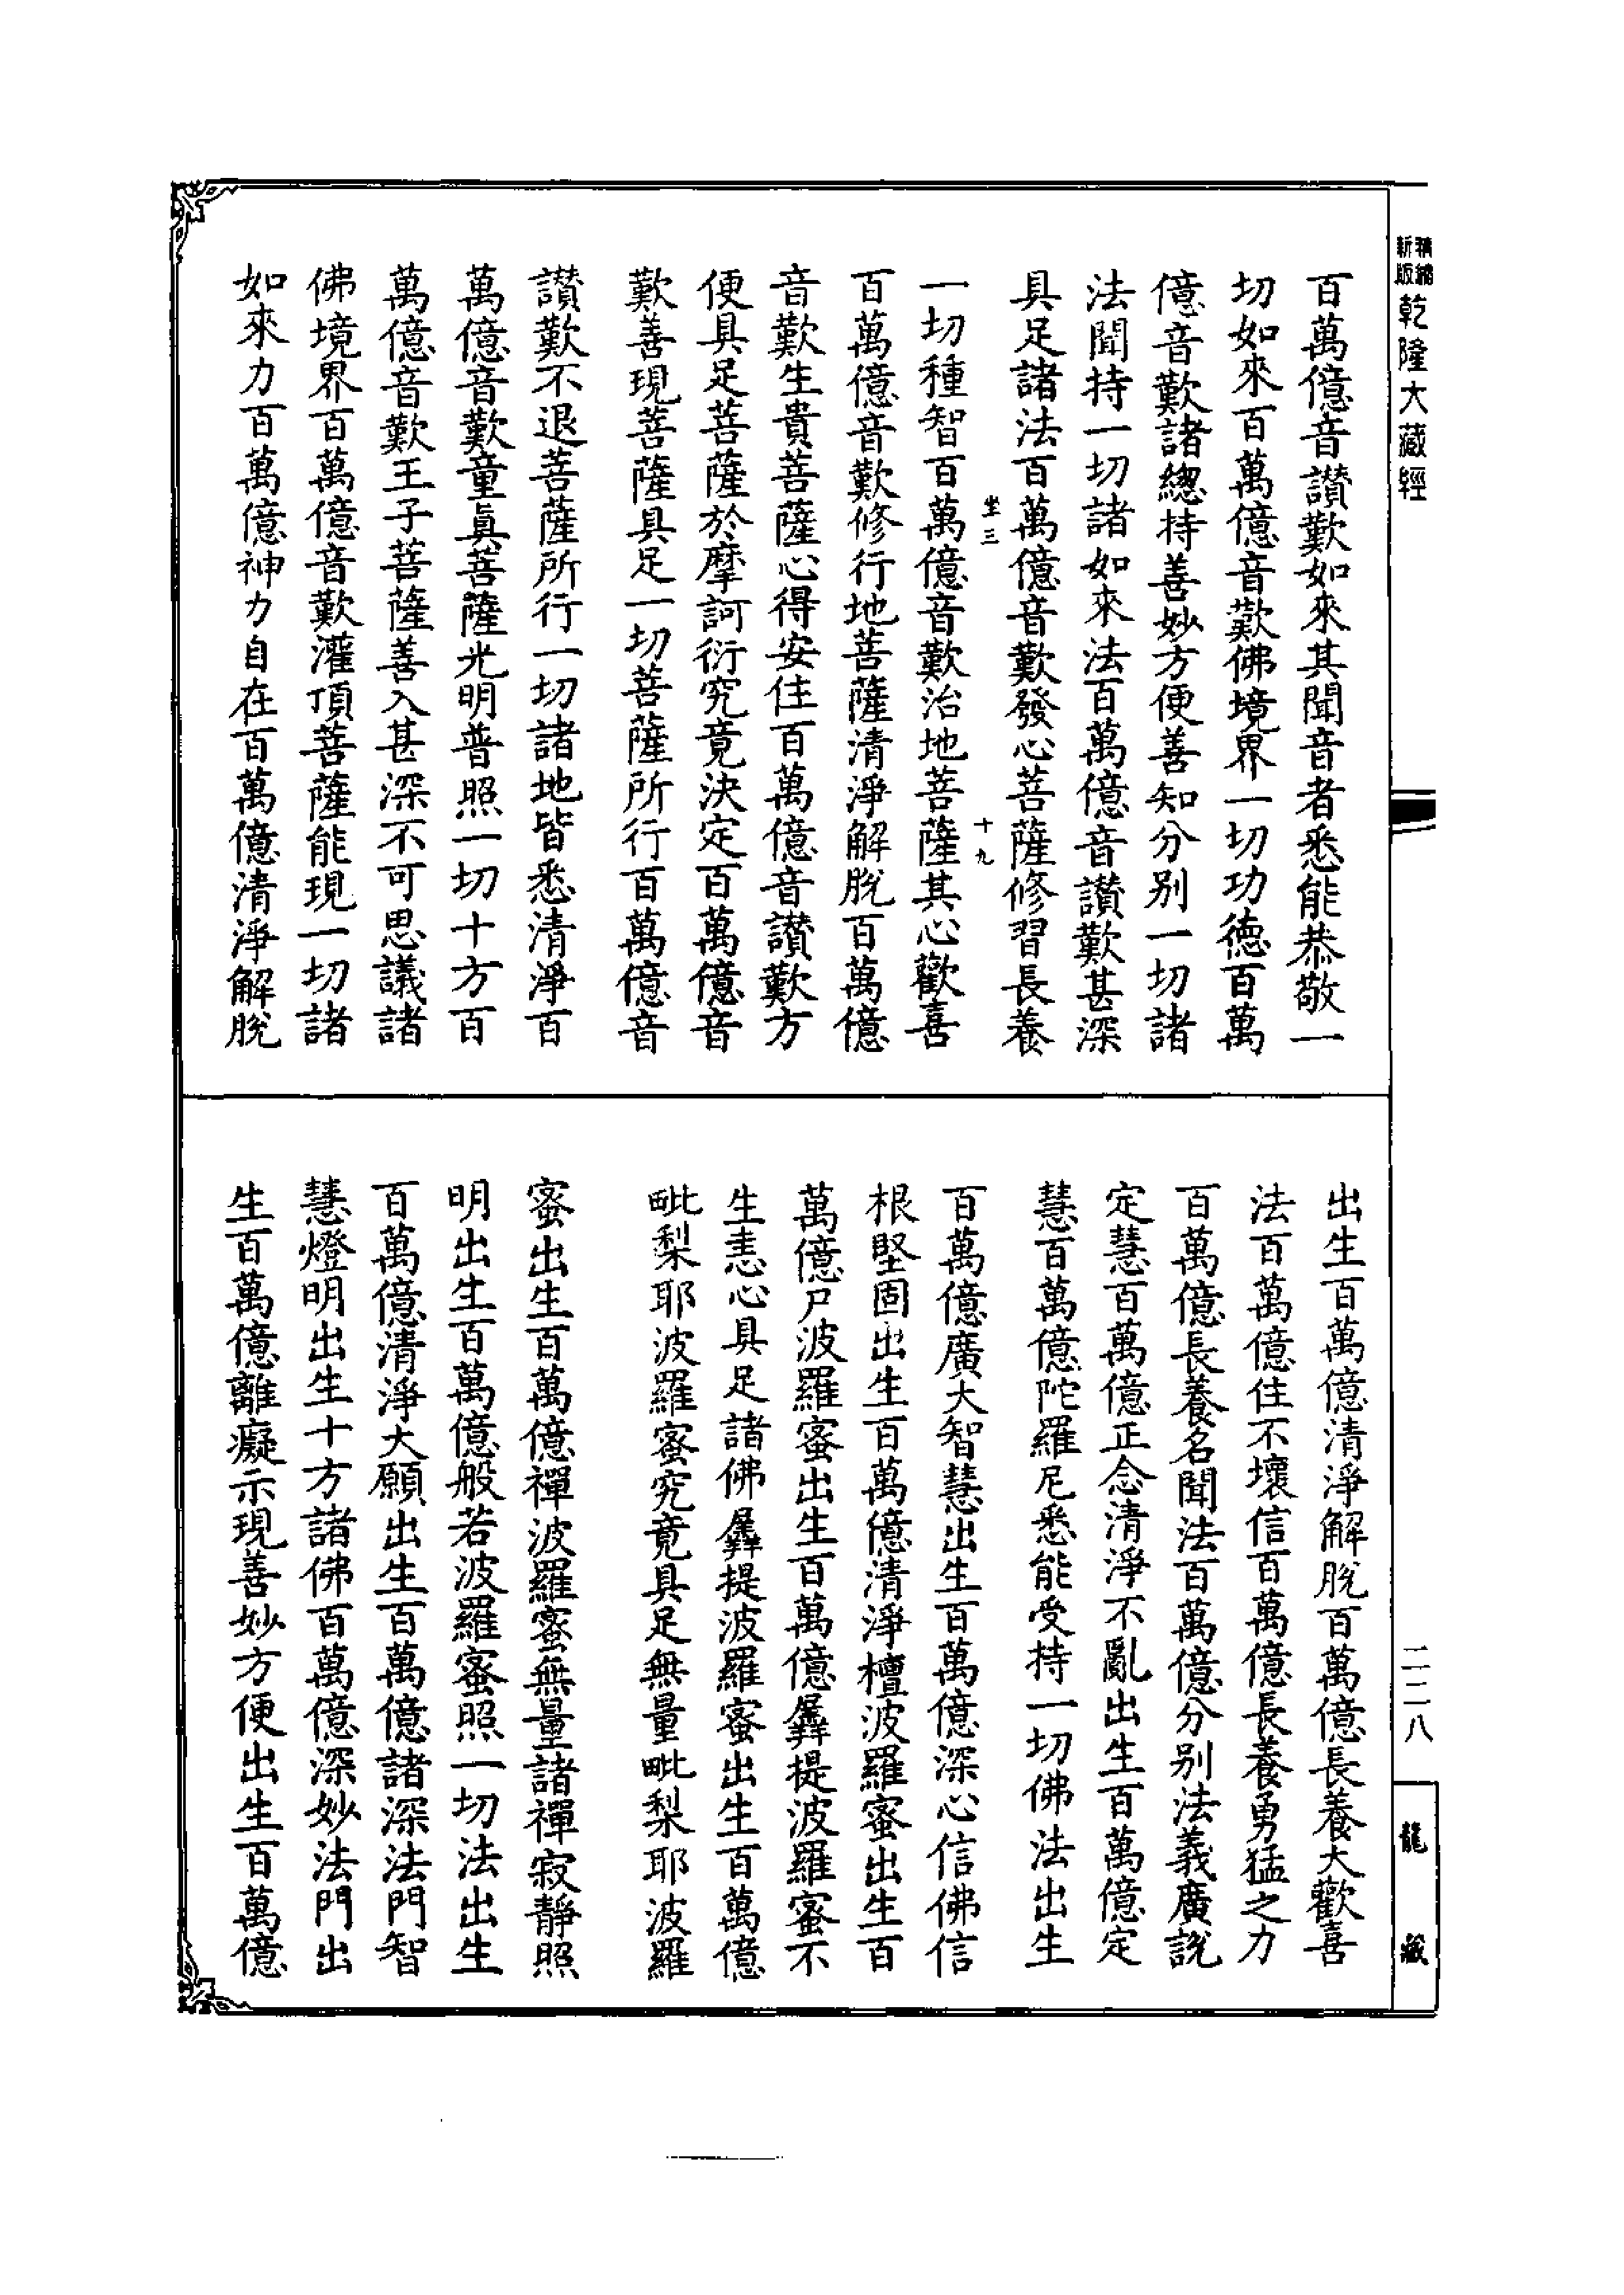 精縮新版乾隆大藏經
百萬億音讃歎如來其聞音者悉能恭敬一
切如來百萬億音歎佛境界一切功德百萬
億音歎諸總持善妙方便善知分別一切諸
法聞持一切諸如來法百萬億音讃歎甚深
具足諸法百萬億音歎發心菩薩修習長養
坐三
十九
一切種智百萬億音歎治地菩薩其心歡喜
百萬億音歎修行地菩薩清淨解脫百萬億
音歎生貴菩薩心得安住百萬億音讃歎方
便具足菩薩於摩訶衍究竟決定百萬億音
歎善現菩薩具足一切菩薩所行百萬億音
讃歎不退菩薩所行一切諸地皆悉清淨百
萬億音歎童眞菩薩光明普照一切十方百
萬億音歎王子菩薩善入甚深不可思議諸
佛境界百萬億音歎灌頂菩薩能現一切諸
如來力百萬億神力自在百萬億清淨解脫
出生百萬億清淨解脫百萬億長養大歡喜
法百萬億住不壞信百萬億長養勇猛之力
百萬億長養名聞法百萬億分別法義廣說
定慧百萬億正念清淨不亂出生百萬億定
慧百萬億陀羅尼悉能受持一切佛法出生
百萬億廣大智慧出生百萬億深心信佛信
根堅固出生百萬億清淨檀波羅蜜出生百
萬億尸波羅蜜出生百萬億羼提波羅蜜不
生恚心具足諸佛羼提波羅蜜出生百萬億
毗梨耶波羅蜜究竟具足無量毗梨耶波羅
蜜出生百萬億禪波羅蜜無量諸禪寂靜照
明出生百萬億般若波羅蜜照一切法出生
百萬億清淨大願出生百萬億諸深法門智
慧燈明出生十方諸佛百萬億深妙法門出
生百萬億離癡示現善妙方便出生百萬億
二二八
龍藏